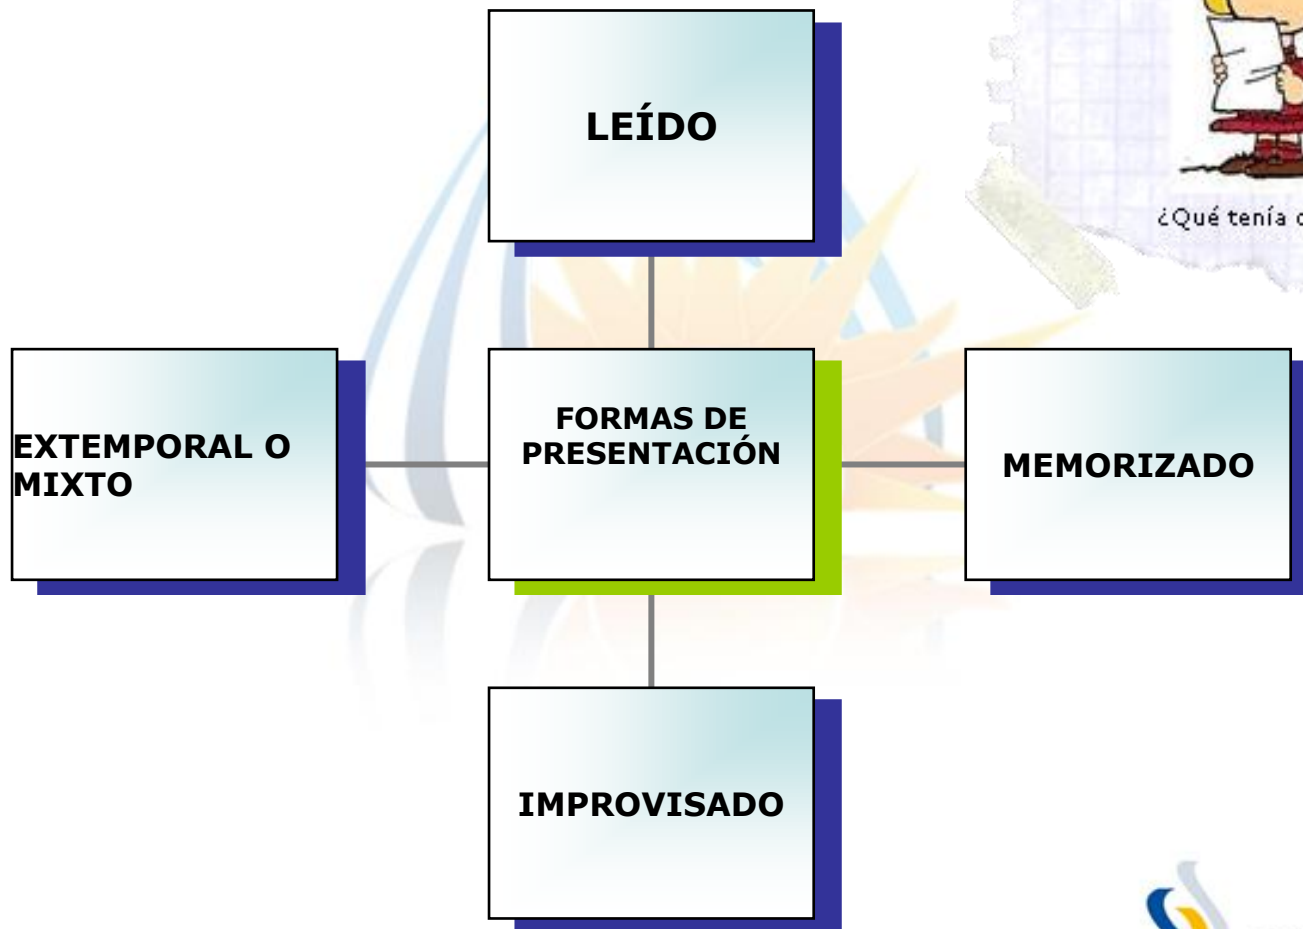 LEÍDO
¿Qué tenía
EXTEMPORAL O
MIXTO
FORMAS DE
PRESENTACIÓN
MEMORIZADO
IMPROVISADO